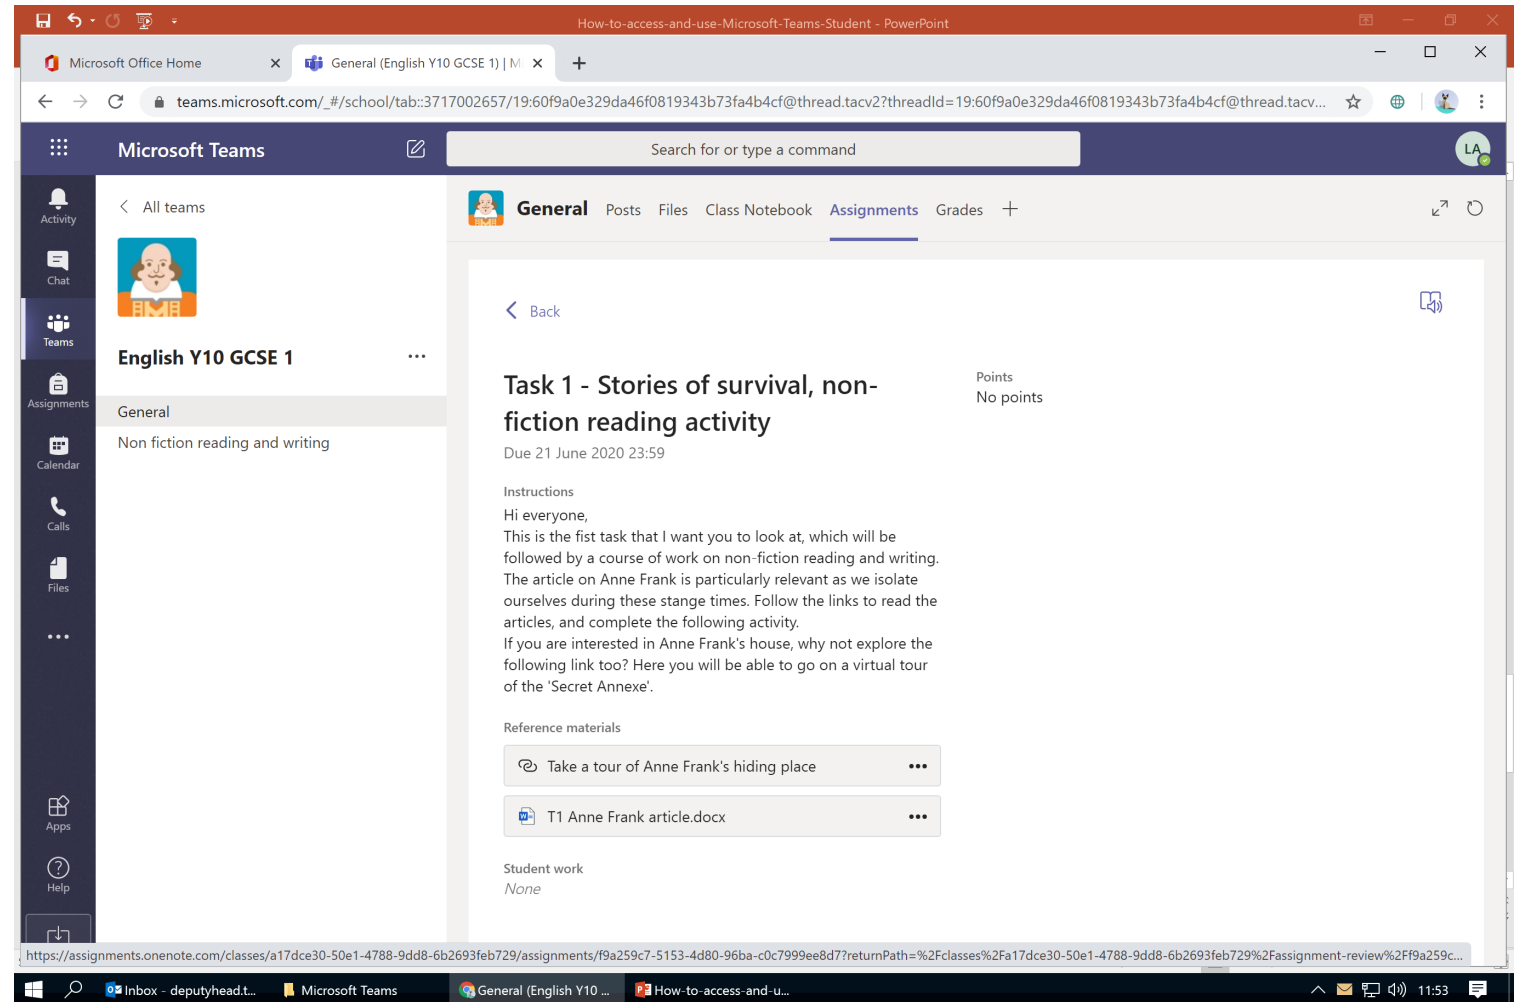 How-to-access-and-use-Microsoft-Teams-Student - PowerPoint
Microsoft Office Home
General (English Y10 GCSE 1) | M
teams.microsoft.com/_#/school/tab::3717002657/19:60f9a0e329da46f0819343b73fa4b4cf@thread.tacv2?threadId=19:60f9a0e329da46f0819343b73fa4b4cf@thread.tacv...
Microsoft Teams
Search for or type a command
LA
Activity
Chat
Teams
Assignments
Calendar
Calls
Files
Apps
Help
All teams
English Y10 GCSE 1
General
Non fiction reading and writing
General Posts Files Class Notebook Assignments Grades
Back
Task 1 - Stories of survival, non-
fiction reading activity
Due 21 June 2020 23:59
Points
No points
Instructions
Hi everyone,
This is the fist task that I want you to look at, which will be
followed by a course of work on non-fiction reading and writing.
The article on Anne Frank is particularly relevant as we isolate
ourselves during these stange times. Follow the links to read the
articles, and complete the following activity.
If you are interested in Anne Frank's house, why not explore the
following link too? Here you will be able to go on a virtual tour
of the 'Secret Annexe'.
Reference materials
Take a tour of Anne Frank's hiding place
T1 Anne Frank article.docx
Student work
None
https://assignments.onenote.com/classes/a17dce30-50e1-4788-9dd8-6b2693feb729/assignments/f9a259c7-5153-4d80-96ba-c0c7999ee8d7?returnPath=%2Fclasses%2Fa17dce30-50e1-4788-9dd8-6b2693feb729%2Fassignment-review%2Ff9a259c...
Inbox - deputyhead.t...
Microsoft Teams
General (English Y10 ...
How-to-access-and-u...
11:53